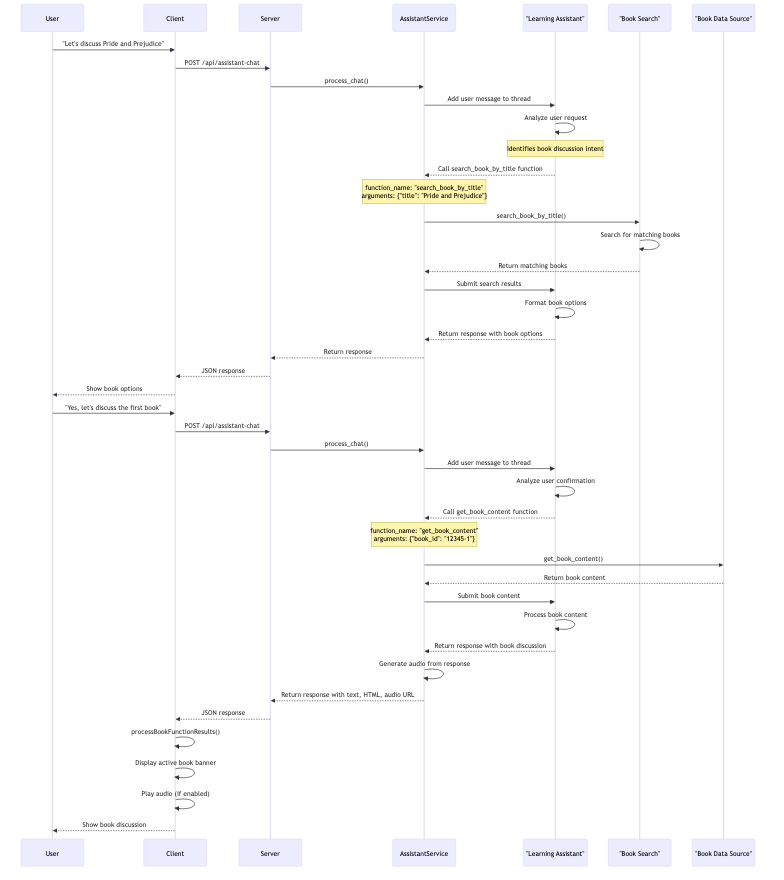 User Client Server AssistantService "Learning Assistant" "Book Search" "Book Data Source"
"Let's discuss Pride and Prejudice"
POST /api/assistant-chat
process_chat()
Add user message to thread
Analyze user request
Identifies book discussion intent
Call search_book_by_title function
function_name: "search_book_by_title"
arguments: {"title": "Pride and Prejudice"}
search_book_by_title()
Search for matching books
Return matching books
Submit search results
Format book options
Return response with book options
Return response
JSON response
Show book options
"Yes, let's discuss the first book"
POST /api/assistant-chat
process_chat()
Add user message to thread
Analyze user confirmation
Call get_book_content function
function_name: "get_book_content"
arguments: {"book_id": "12345-1"}
get_book_content()
Return book content
Submit book content
Process book content
Return response with book discussion
Generate audio from response
Return response with text, HTML, audio URL
JSON response
processBookFunctionResults()
Display active book banner
Play audio (if enabled)
Show book discussion
User Client Server AssistantService "Learning Assistant" "Book Search" "Book Data Source"